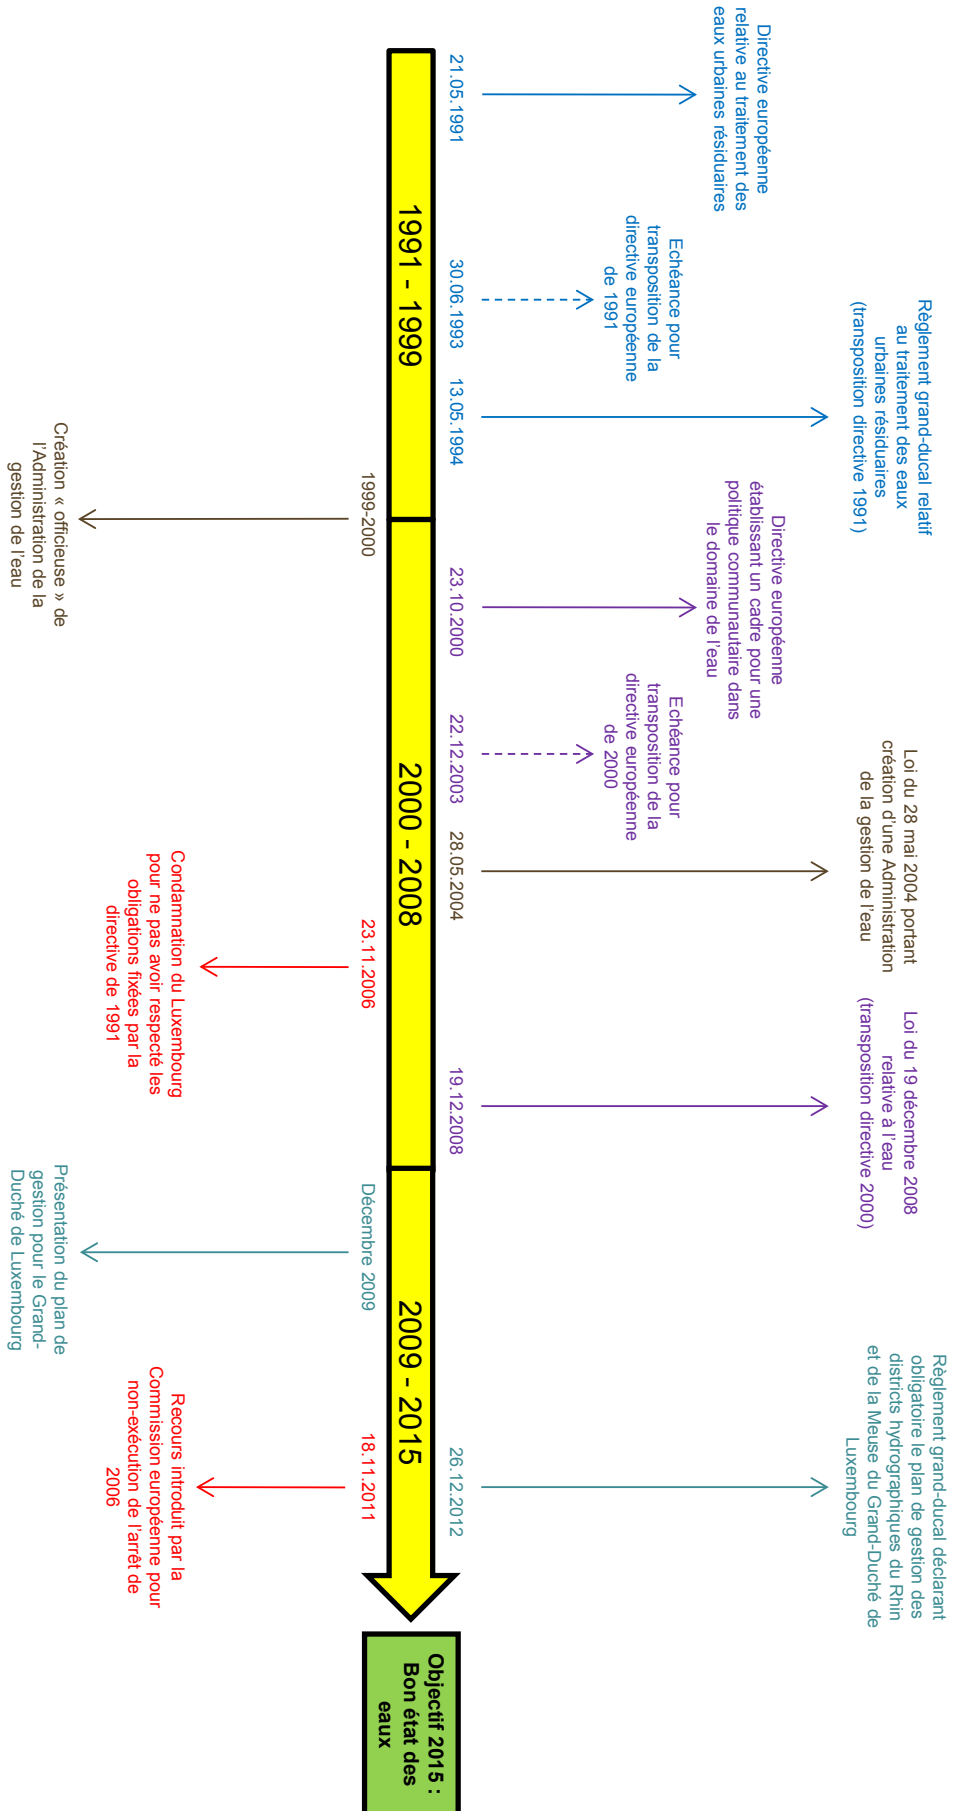 Directive européenne
relative au traitement des
eaux urbaines résiduaires
21.05.1991
Echéance pour
transposition de la
directive européenne
de 1991
30.06.1993
Règlement grand-ducal relatif
au traitement des eaux
urbaines résiduaires
(transposition directive 1991)
13.05.1994
1991 - 1999
1999-2000
Création « officieuse » de
l’Administration de la
gestion de l’eau
Directive européenne
établissant un cadre pour une
politique communautaire dans
le domaine de l’eau
23.10.2000
Echéance pour
transposition de la
directive européenne
de 2000
22.12.2003
Loi du 28 mai 2004 portant
création d’une Administration
de la gestion de l’eau
28.05.2004
2000 - 2008
23.11.2006
Condamnation du Luxembourg
pour ne pas avoir respecté les
obligations fixées par la
directive de 1991
Loi du 19 décembre 2008
relative à l’eau
(transposition directive 2000)
19.12.2008
Décembre 2009
Présentation du plan de
gestion pour le Grand-
Duché de Luxembourg
2009 - 2015
18.11.2011
Recours introduit par la
Commission européenne pour
non-exécution de l’arrêt de
2006
Règlement grand-ducal déclarant
obligatoire le plan de gestion des
districts hydrographiques du Rhin
et de la Meuse du Grand-Duché de
Luxembourg
26.12.2012
Objectif 2015 :
Bon état des
eaux